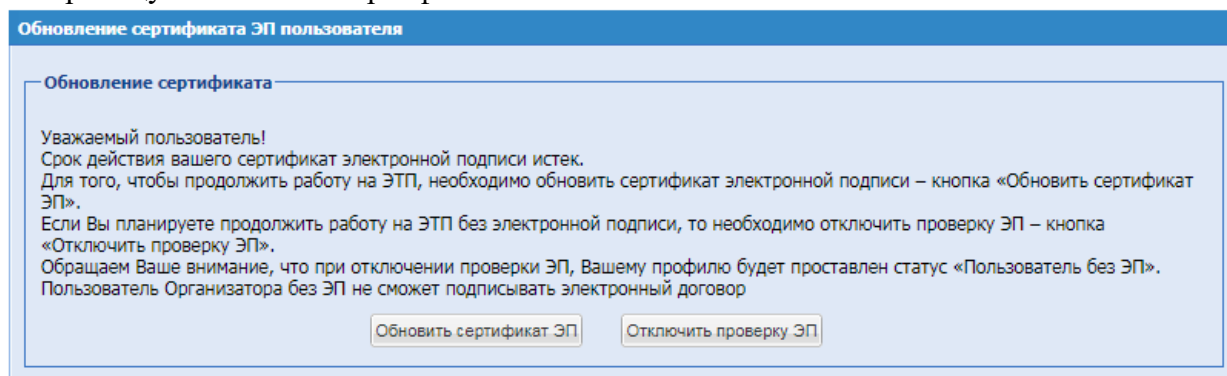 Обновление сертификата ЭП пользователя
Обновление сертификата
Уважаемый пользователь!
Срок действия вашего сертификат электронной подписи истек.
Для того, чтобы продолжить работу на ЭТП, необходимо обновить сертификат электронной подписи – кнопка «Обновить сертификат
ЭП».
Если Вы планируете продолжить работу на ЭТП без электронной подписи, то необходимо отключить проверку ЭП – кнопка
«Отключить проверку ЭП».
Обращаем Ваше внимание, что при отключении проверки ЭП, Вашему профилю будет проставлен статус «Пользователь без ЭП».
Пользователь Организатора без ЭП не сможет подписывать электронный договор
Обновить сертификат ЭП Отключить проверку ЭП